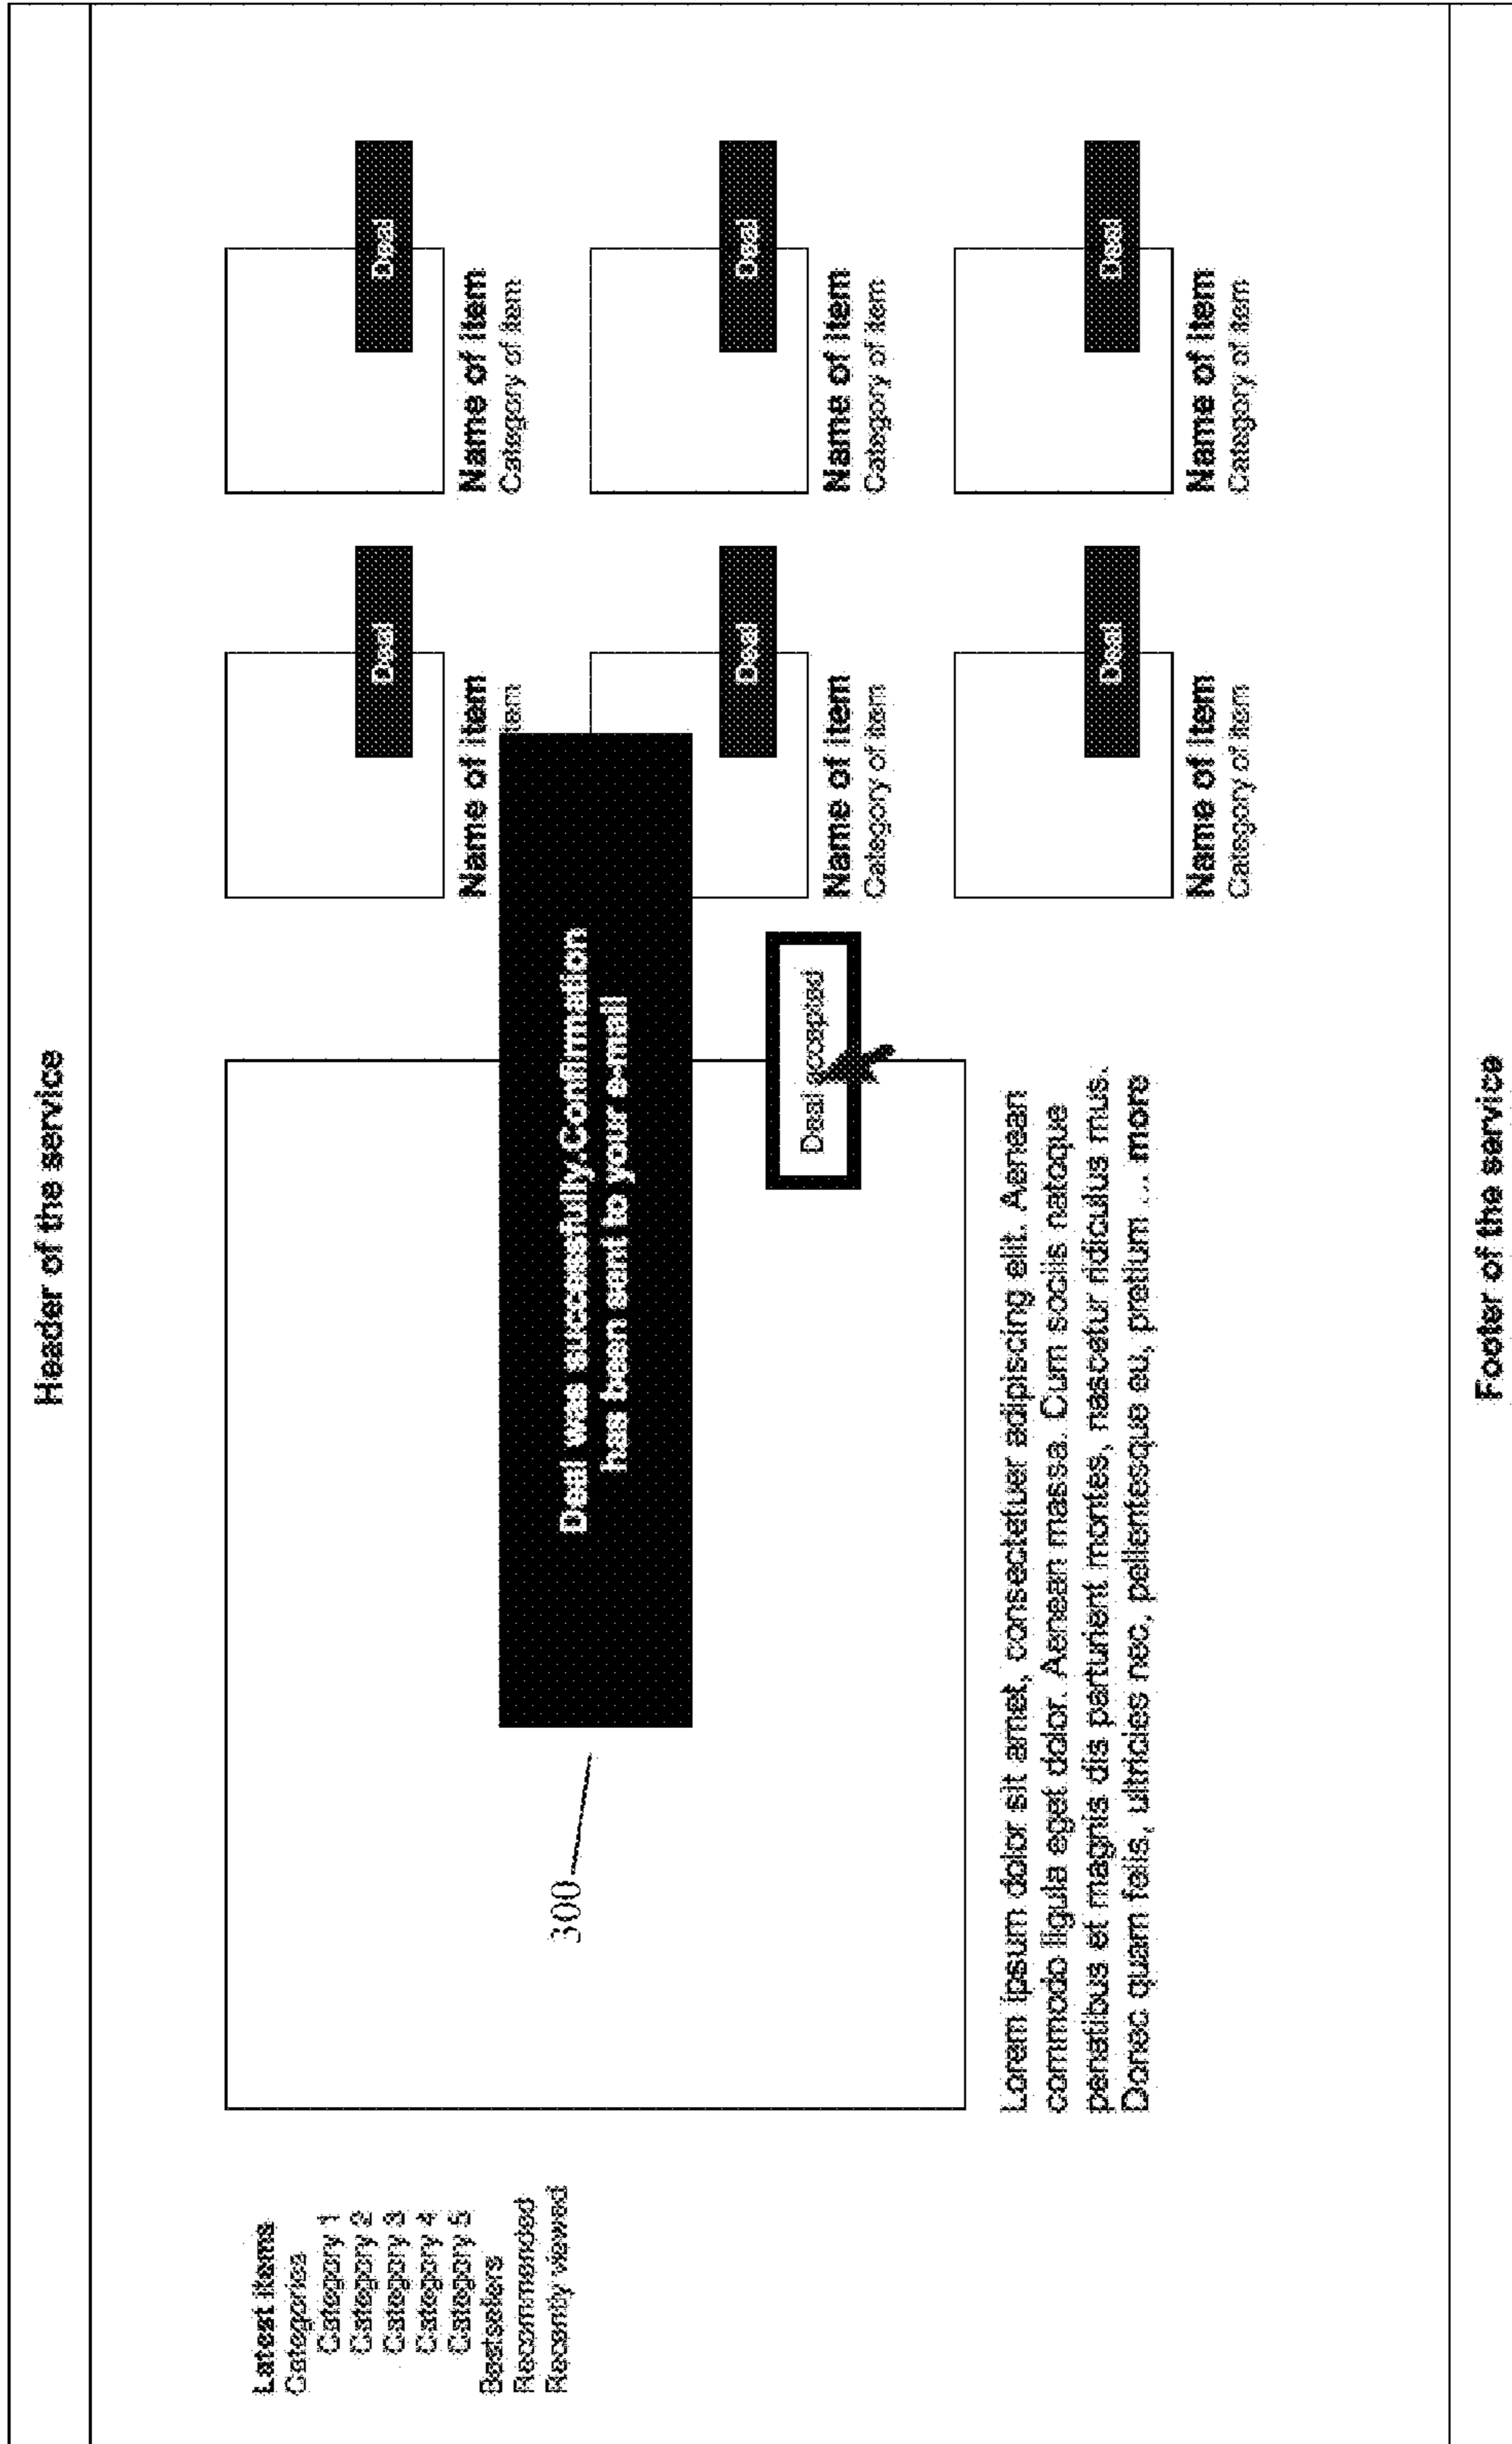 Header of the service
Latest items
Categories
Category 1
Category 2
Category 3
Category 4
Category 5
Bestsellers
Recommended
Recently viewed
300
Deal was successfully.Confirmation
has been sent to your e-mail
Deal accepted
Lorem ipsum dolor sit amet, consectetuer adipiscing elit. Aenean
commodo ligula eget dolor. Aenean massa. Cum sociis natoque
penatibus et magnis dis parturient montes, nascetur ridiculus mus.
Donec quam felis, ultricies nec, pellentesque eu, pretium ... more
Deal
Deal
Name of item
Name of item
item
Category of item
Deal
Deal
Name of item
Name of item
Category of item
Category of item
Deal
Deal
Name of item
Name of item
Category of item
Category of item
Footer of the service